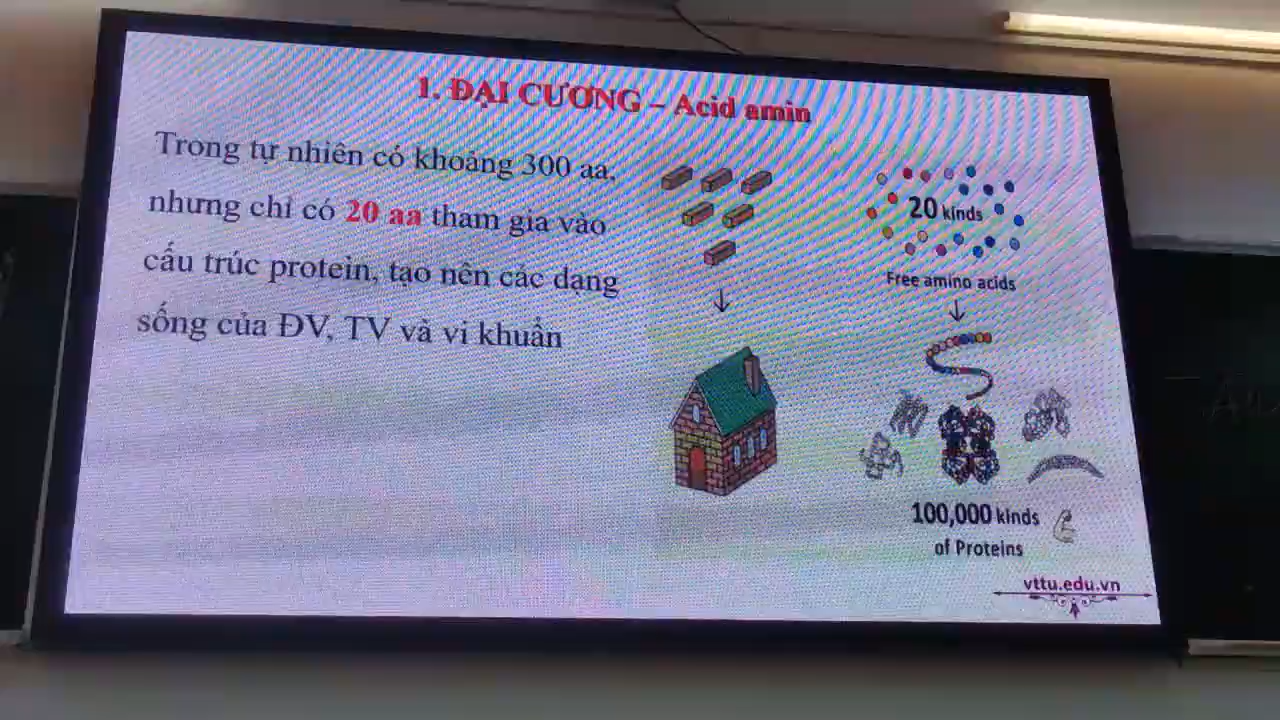 1. ĐẠI CƯƠNG – Acid amin
Trong tự nhiên có khoảng 300 aa,
nhưng chỉ có 20 aa tham gia vào
cấu trúc protein, tạo nên các dạng
sống của ĐV, TV và vi khuẩn
20 kinds
Free amino acids
100,000 kinds
of Proteins
vttu.edu.vn